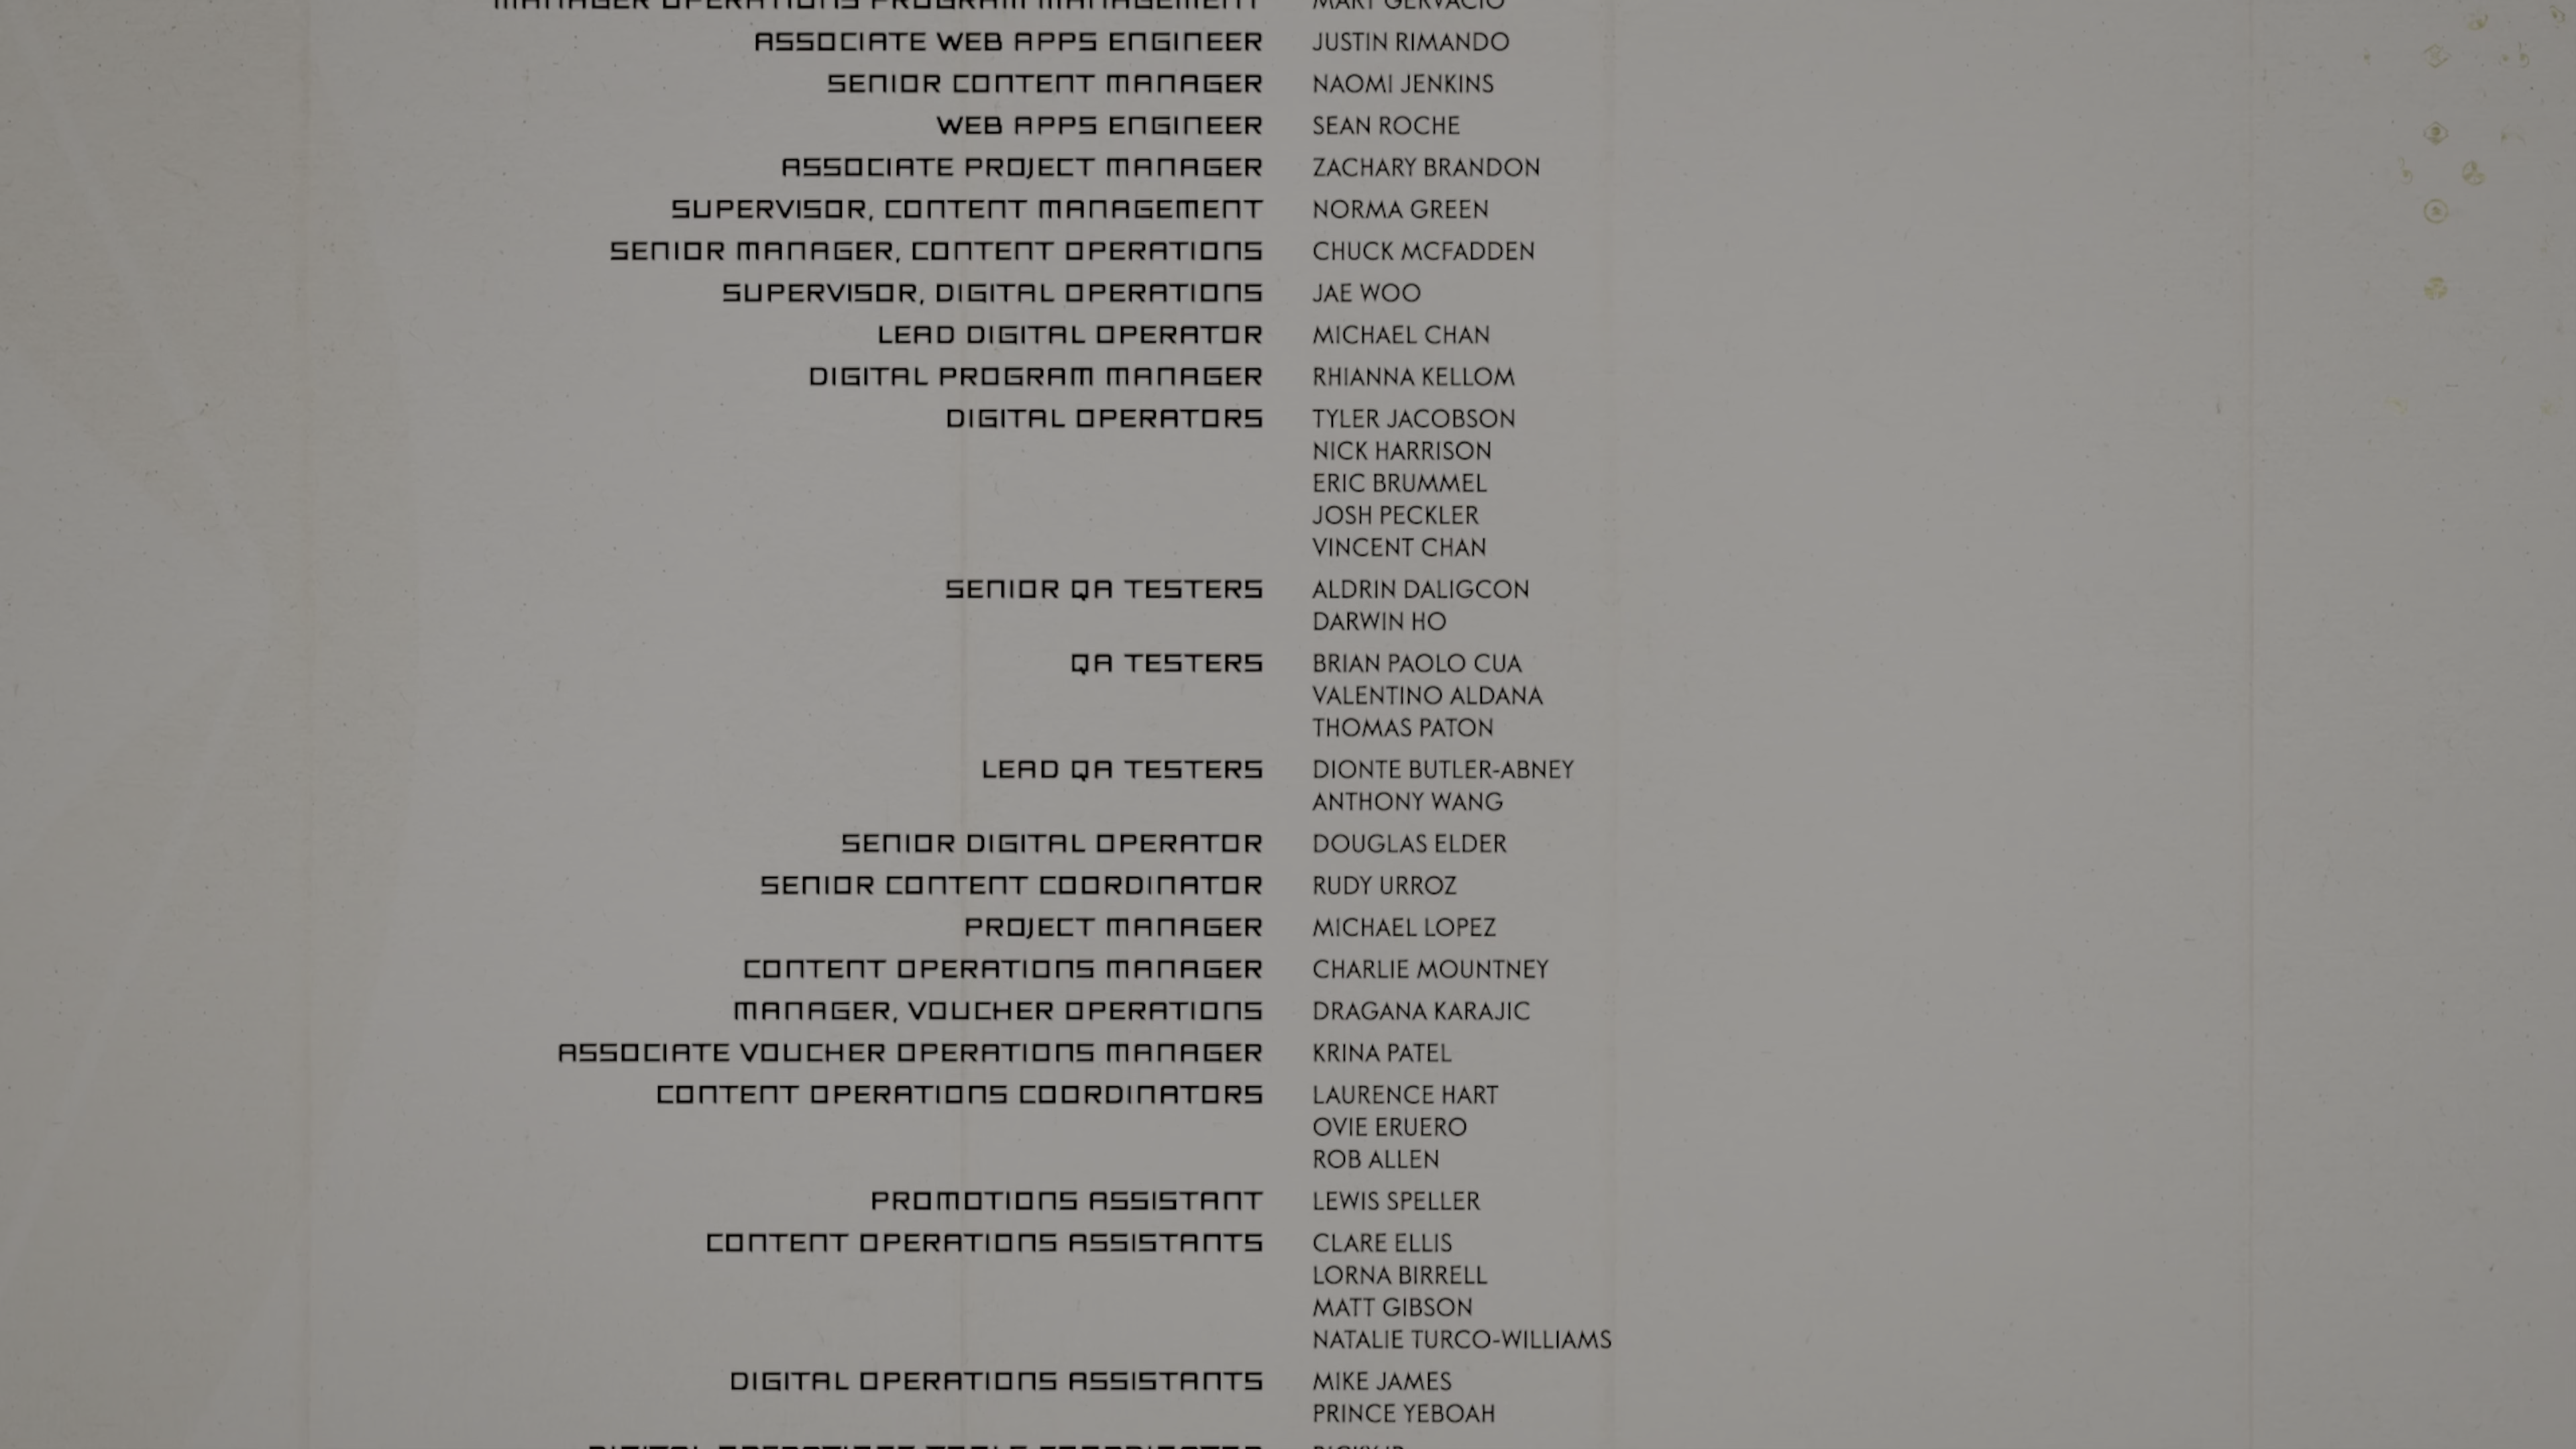 MANAGER OPERATIONS PROGRAM MANAGEMENT MARY GERVACIO
ASSOCIATE WEB APPS ENGINEER JUSTIN RIMANDO
SENIOR CONTENT MANAGER NAOMI JENKINS
WEB APPS ENGINEER SEAN ROCHE
ASSOCIATE PROJECT MANAGER ZACHARY BRANDON
SUPERVISOR, CONTENT MANAGEMENT NORMA GREEN
SENIOR MANAGER, CONTENT OPERATIONS CHUCK MCFADDEN
SUPERVISOR, DIGITAL OPERATIONS JAE WOO
LEAD DIGITAL OPERATOR MICHAEL CHAN
DIGITAL PROGRAM MANAGER RHIANNA KELLOM
DIGITAL OPERATORS TYLER JACOBSON
NICK HARRISON
ERIC BRUMMEL
JOSH PECKLER
VINCENT CHAN
SENIOR QA TESTERS ALDRIN DALIGCON
DARWIN HO
QA TESTERS BRIAN PAOLO CUA
VALENTINO ALDANA
THOMAS PATON
LEAD QA TESTERS DIONTE BUTLER-ABNEY
ANTHONY WANG
SENIOR DIGITAL OPERATOR DOUGLAS ELDER
SENIOR CONTENT COORDINATOR RUDY URROZ
PROJECT MANAGER MICHAEL LOPEZ
CONTENT OPERATIONS MANAGER CHARLIE MOUNTNEY
MANAGER, VOUCHER OPERATIONS DRAGANA KARAJIC
ASSOCIATE VOUCHER OPERATIONS MANAGER KRINA PATEL
CONTENT OPERATIONS COORDINATORS LAURENCE HART
OVIE ERUERO
ROB ALLEN
PROMOTIONS ASSISTANT LEWIS SPELLER
CONTENT OPERATIONS ASSISTANTS CLARE ELLIS
LORNA BIRRELL
MATT GIBSON
NATALIE TURCO-WILLIAMS
DIGITAL OPERATIONS ASSISTANTS MIKE JAMES
PRINCE YEBOAH